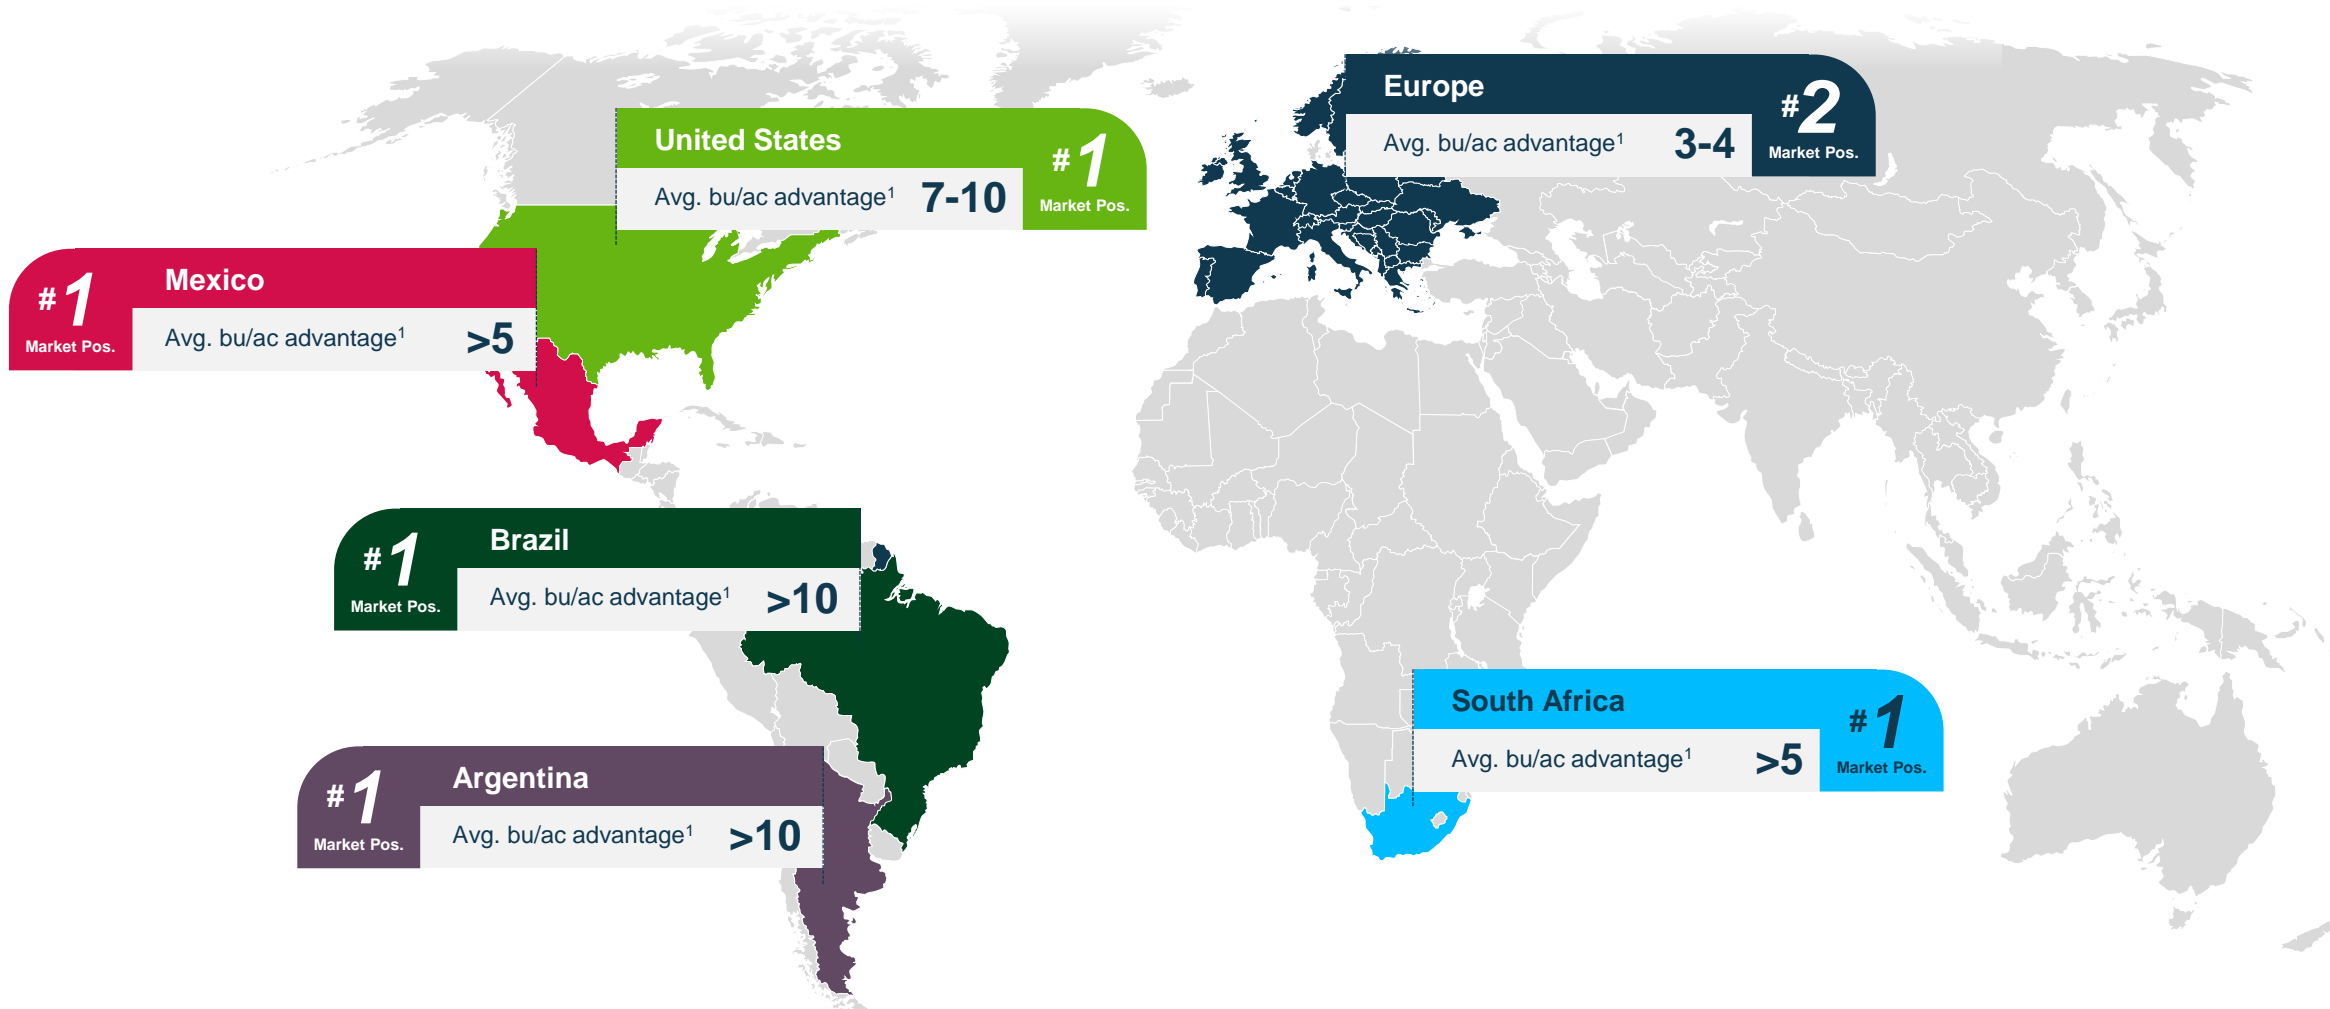 Europe
Avg. bu/ac advantage¹ 3-4
#2
Market Pos.
United States
Avg. bu/ac advantage¹ 7-10
#1
Market Pos.
#1
Market Pos.
Mexico
Avg. bu/ac advantage¹ >5
#1
Market Pos.
Brazil
Avg. bu/ac advantage¹ >10
South Africa
Avg. bu/ac advantage¹ >5
#1
Market Pos.
#1
Market Pos.
Argentina
Avg. bu/ac advantage¹ >10